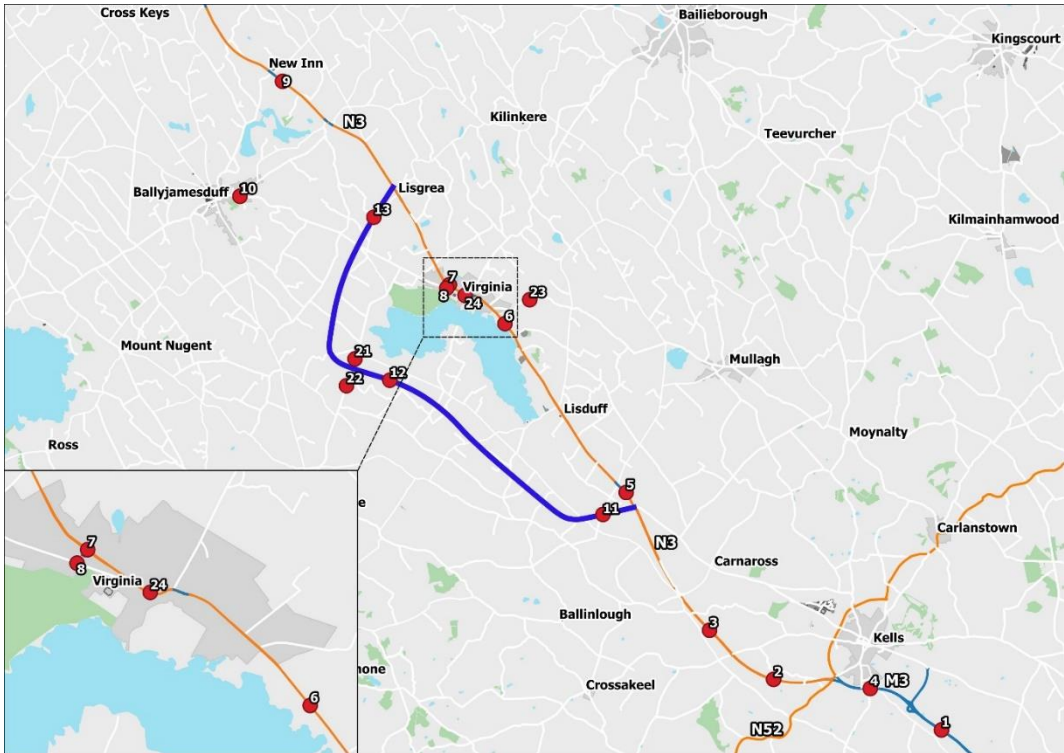 Cross Keys
Bailieborough
Kingscourt
New Inn
9
N3
Kilinkere
Teevurcher
Ballyjamesduff
10
Lisgrea
13
Kilmainhamwood
7
8
Virginia
24
23
6
Mount Nugent
21
22
12
Mullagh
Lisduff
Ross
Moynalty
5
11
N3
Carlanstown
Carnaross
7
8
Virginia
24
6
Ballinlough
3
Kells
2
4
M3
Crossakeel
N52
1